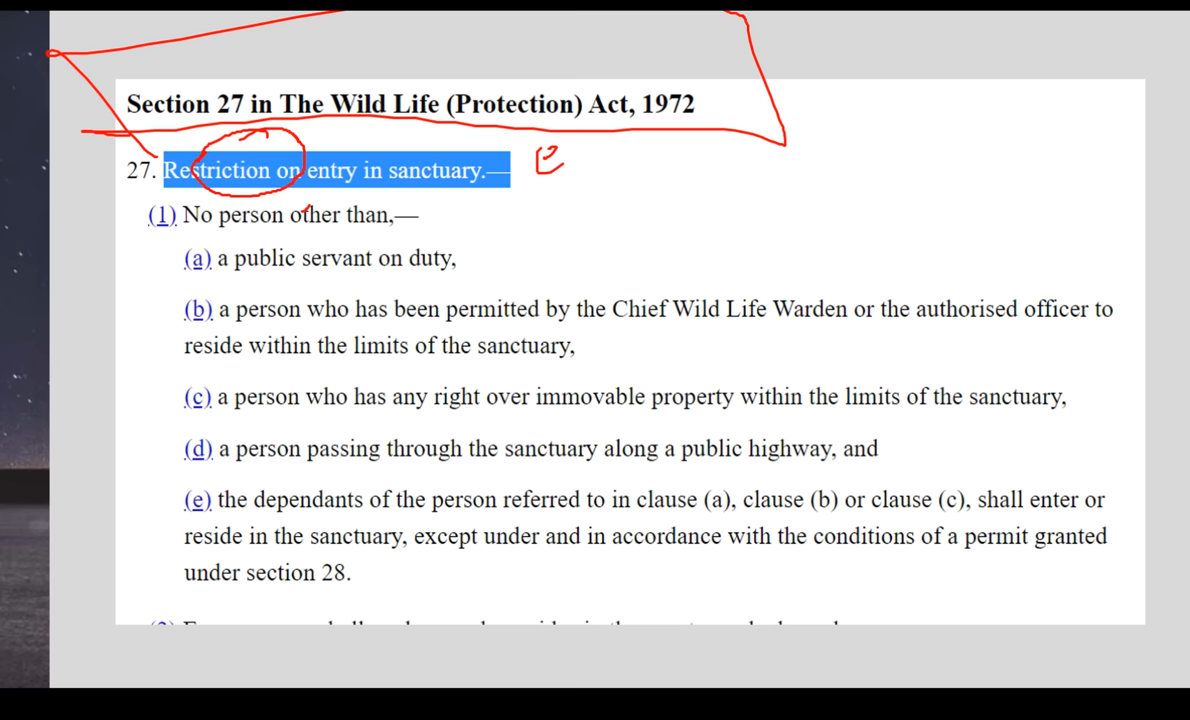 Section 27 in The Wild Life (Protection) Act, 1972
27. Restriction on entry in sanctuary.—
(1) No person other than,—
(a) a public servant on duty,
(b) a person who has been permitted by the Chief Wild Life Warden or the authorised officer to
reside within the limits of the sanctuary,
(c) a person who has any right over immovable property within the limits of the sanctuary,
(d) a person passing through the sanctuary along a public highway, and
(e) the dependants of the person referred to in clause (a), clause (b) or clause (c), shall enter or
reside in the sanctuary, except under and in accordance with the conditions of a permit granted
under section 28.